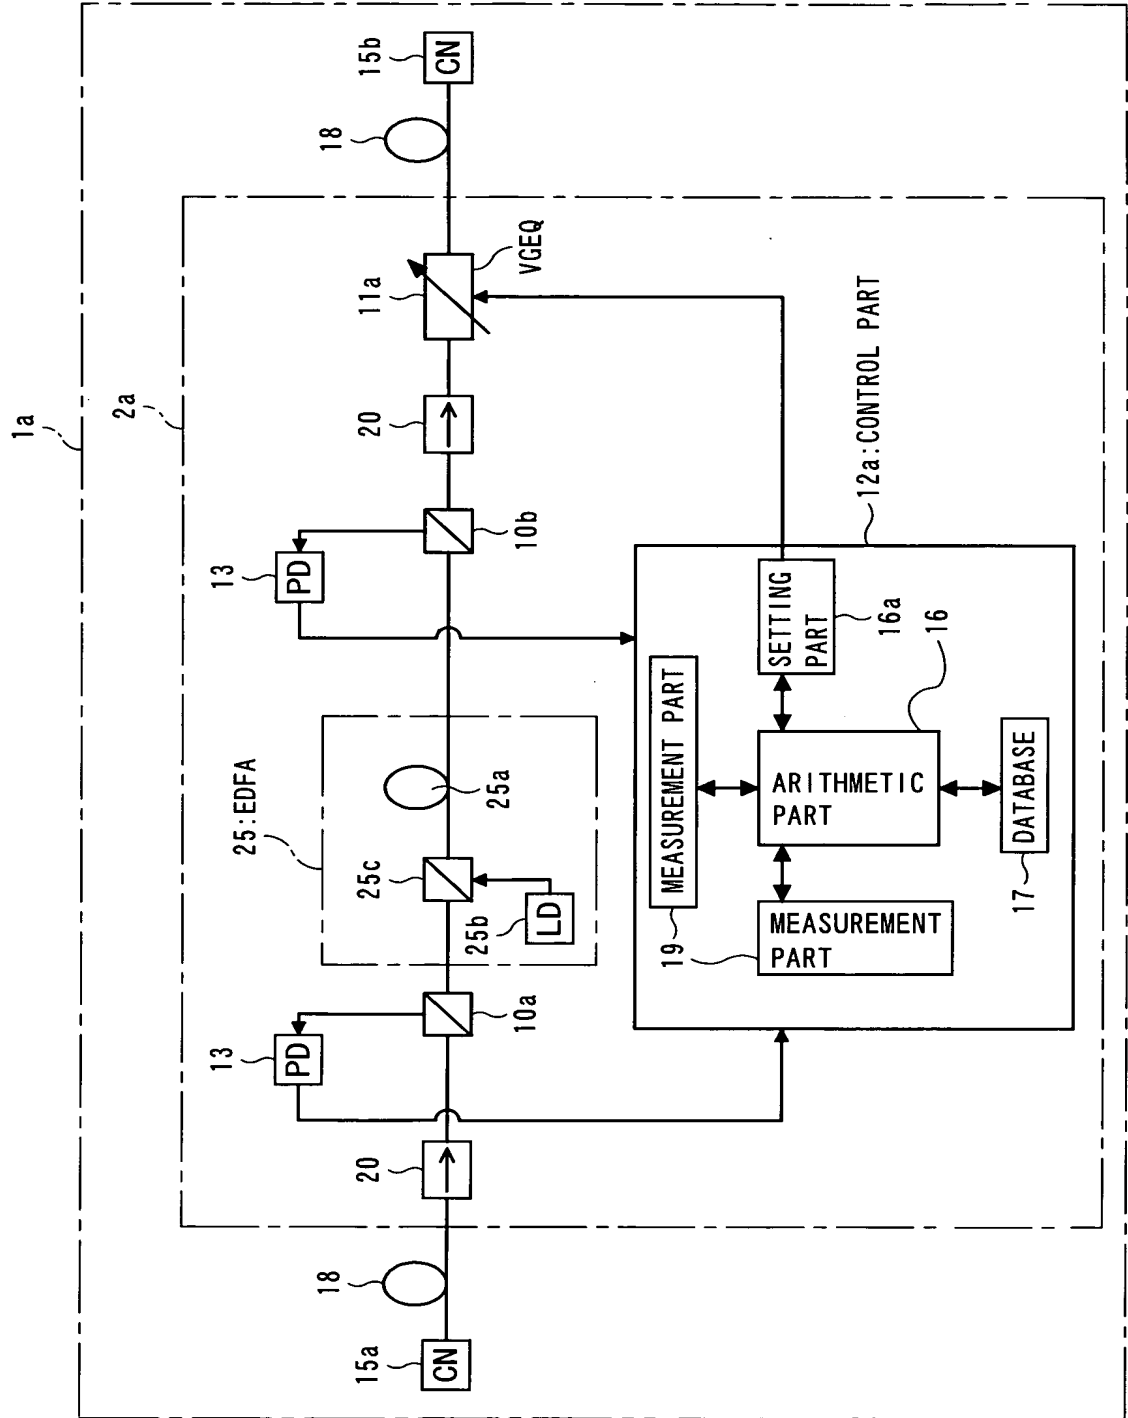 1a
2a
15a
CN
18
20
13
PD
10a
25:EDFA
25c
25b
LD
25a
13
PD
10b
20
11a
VGEQ
18
15b
CN
12a:CONTROL PART
19
MEASUREMENT PART
MEASUREMENT
PART
ARITHMETIC
PART
16
SETTING
PART
16a
17
DATABASE